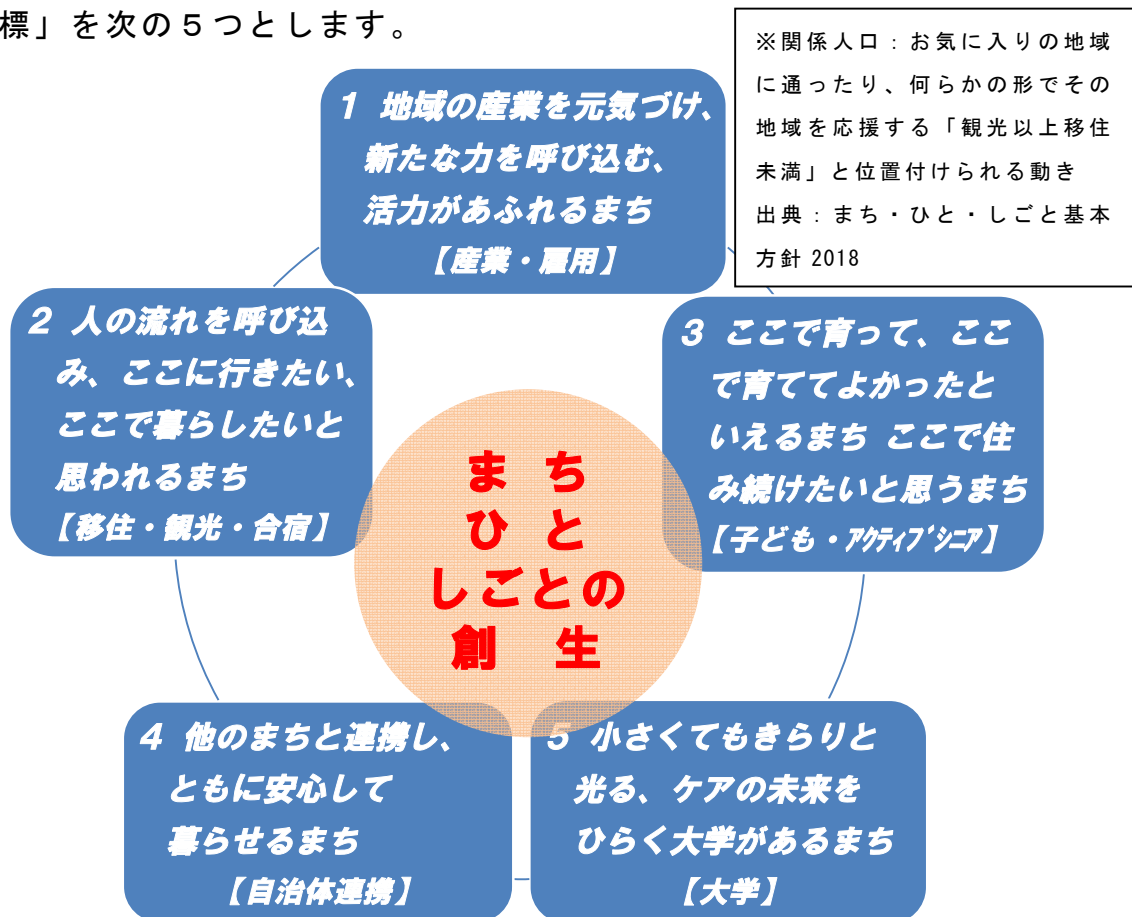 標」を次の５つとします。
※関係人口：お気に入りの地域
に通ったり、何らかの形でその
地域を応援する「観光以上移住
未満」と位置付けられる動き
出典：まち・ひと・しごと基本
方針 2018
1 地域の産業を元気づけ、
新たな力を呼び込む、
活力があふれるまち
【産業・雇用】
2 人の流れを呼び込
み、ここに行きたい、
ここで暮らしたいと
思われるまち
【移住・観光・合宿】
3 ここで育って、ここ
で育ててよかったと
いえるまち ここで住
み続けたいと思うまち
【子ども・ｱｸﾃｨﾌﾞｼﾆｱ】
まち
ひと
しごとの
創生
4 他のまちと連携し、
ともに安心して
暮らせるまち
【自治体連携】
5 小さくてもきらりと
光る、ケアの未来を
ひらく大学があるまち
【大学】